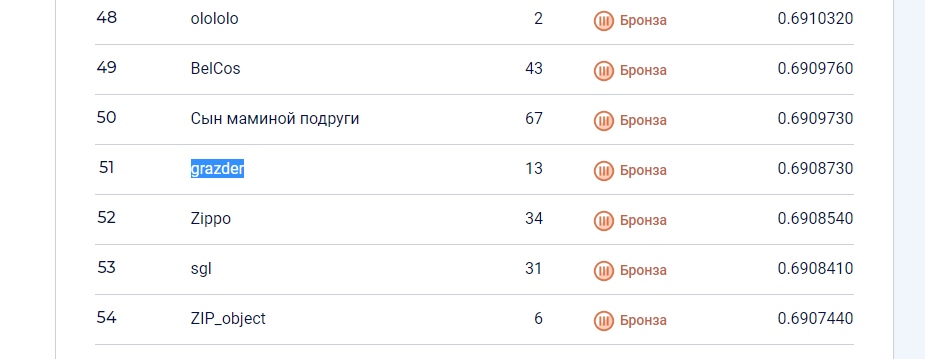 48 olololo 2 Бронза 0.6910320
49 BelCos 43 Бронза 0.6909760
50 Сын маминой подруги 67 Бронза 0.6909730
51 grazder 13 Бронза 0.6908730
52 Zippo 34 Бронза 0.6908540
53 sgl 31 Бронза 0.6908410
54 ZIP_object 6 Бронза 0.6907440